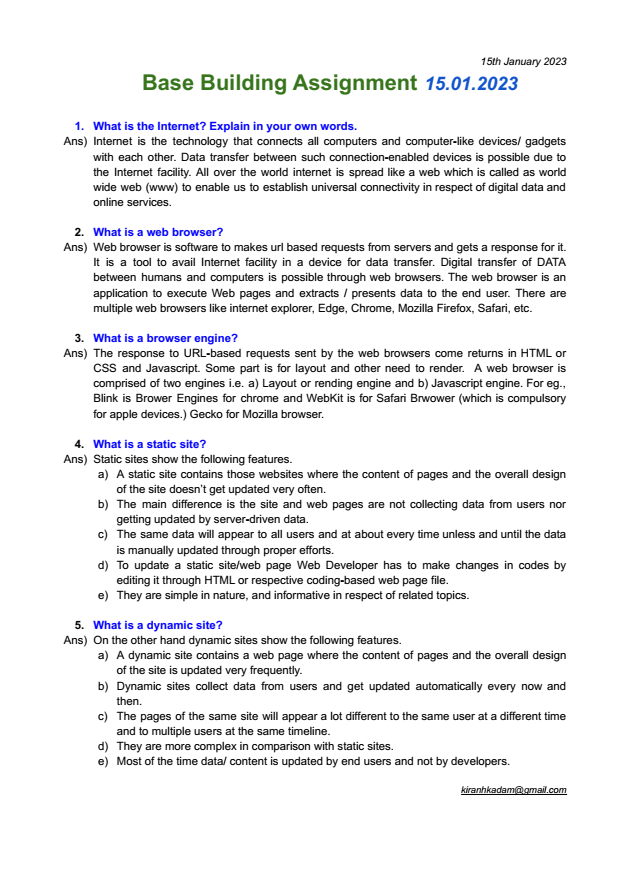 15th January 2023
Base Building Assignment 15.01.2023
1. What is the Internet? Explain in your own words.
Ans) Internet is the technology that connects all computers and computer-like devices/ gadgets
with each other. Data transfer between such connection-enabled devices is possible due to
the Internet facility. All over the world internet is spread like a web which is called as world
wide web (www) to enable us to establish universal connectivity in respect of digital data and
online services.
2. What is a web browser?
Ans) Web browser is software to makes url based requests from servers and gets a response for it.
It is a tool to avail Internet facility in a device for data transfer. Digital transfer of DATA
between humans and computers is possible through web browsers. The web browser is an
application to execute Web pages and extracts / presents data to the end user. There are
multiple web browsers like internet explorer, Edge, Chrome, Mozilla Firefox, Safari, etc.
3. What is a browser engine?
Ans) The response to URL-based requests sent by the web browsers come returns in HTML or
CSS and Javascript. Some part is for layout and other need to render. A web browser is
comprised of two engines i.e. a) Layout or rending engine and b) Javascript engine. For eg.,
Blink is Brower Engines for chrome and WebKit is for Safari Brwower (which is compulsory
for apple devices.) Gecko for Mozilla browser.
4. What is a static site?
Ans) Static sites show the following features.
a) A static site contains those websites where the content of pages and the overall design
of the site doesn't get updated very often.
b) The main difference is the site and web pages are not collecting data from users nor
getting updated by server-driven data.
c) The same data will appear to all users and at about every time unless and until the data
is manually updated through proper efforts.
d) To update a static site/web page Web Developer has to make changes in codes by
editing it through HTML or respective coding-based web page file.
e) They are simple in nature, and informative in respect of related topics.
5. What is a dynamic site?
Ans) On the other hand dynamic sites show the following features.
a) A dynamic site contains a web page where the content of pages and the overall design
of the site is updated very frequently.
b) Dynamic sites collect data from users and get updated automatically every now and
then.
c) The pages of the same site will appear a lot different to the same user at a different time
and to multiple users at the same timeline.
d) They are more complex in comparison with static sites.
e) Most of the time data/ content is updated by end users and not by developers.
kiranhkadam@gmail.com